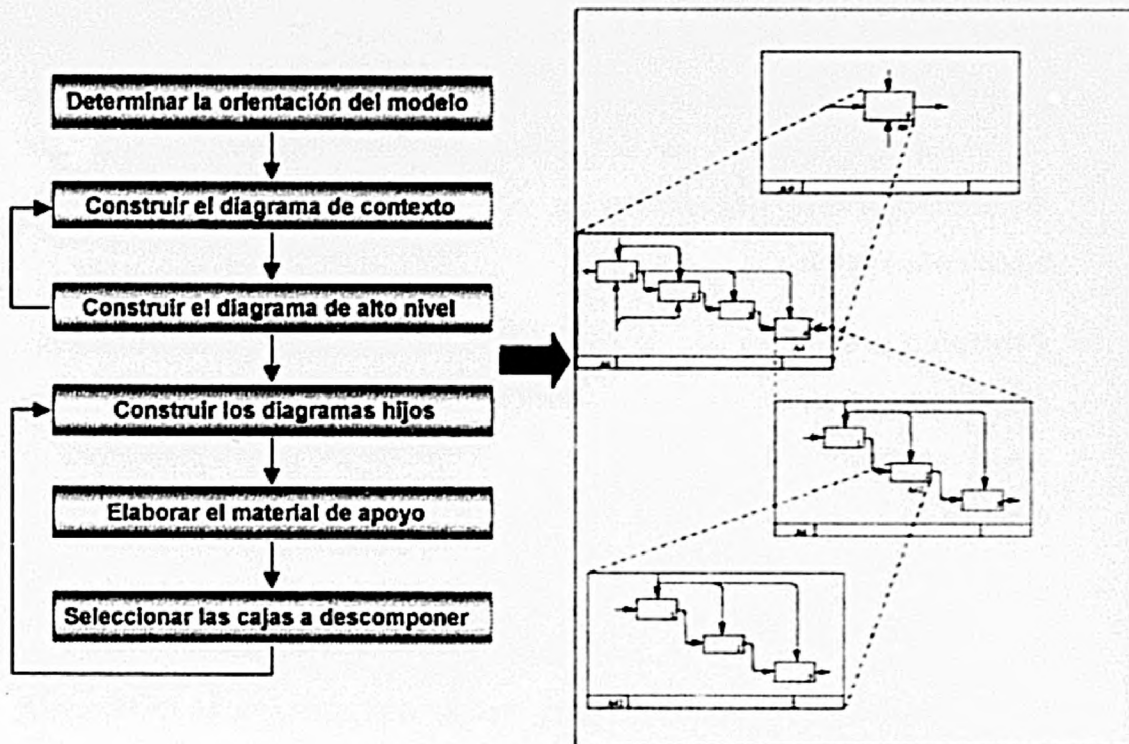 Determinar la orientación del modelo
Construir el diagrama de contexto
Construir el diagrama de alto nivel
Construir los diagramas hijos
Elaborar el material de apoyo
Seleccionar las cajas a descomponer